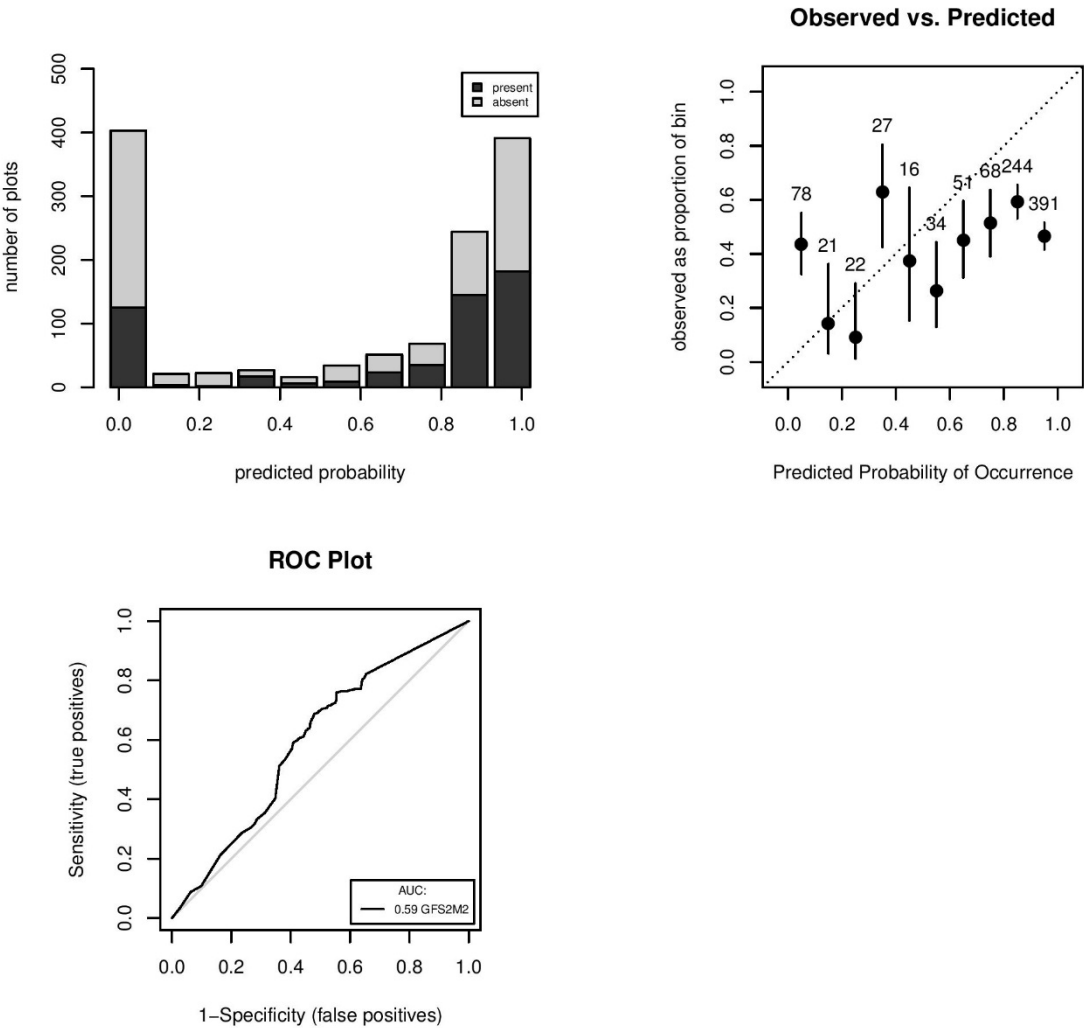 Observed vs. Predicted
number of plots
0 100 200 300 400 500
present
absent
0.0 0.2 0.4 0.6 0.8 1.0
predicted probability
observed as proportion of bin
0.0 0.2 0.4 0.6 0.8 1.0
78 21 22 27 16 34 51 68 244 391
0.0 0.2 0.4 0.6 0.8 1.0
Predicted Probability of Occurrence
ROC Plot
Sensitivity (true positives)
0.0 0.2 0.4 0.6 0.8 1.0
AUC:
0.59 GFS2M2
0.0 0.2 0.4 0.6 0.8 1.0
1−Specificity (false positives)